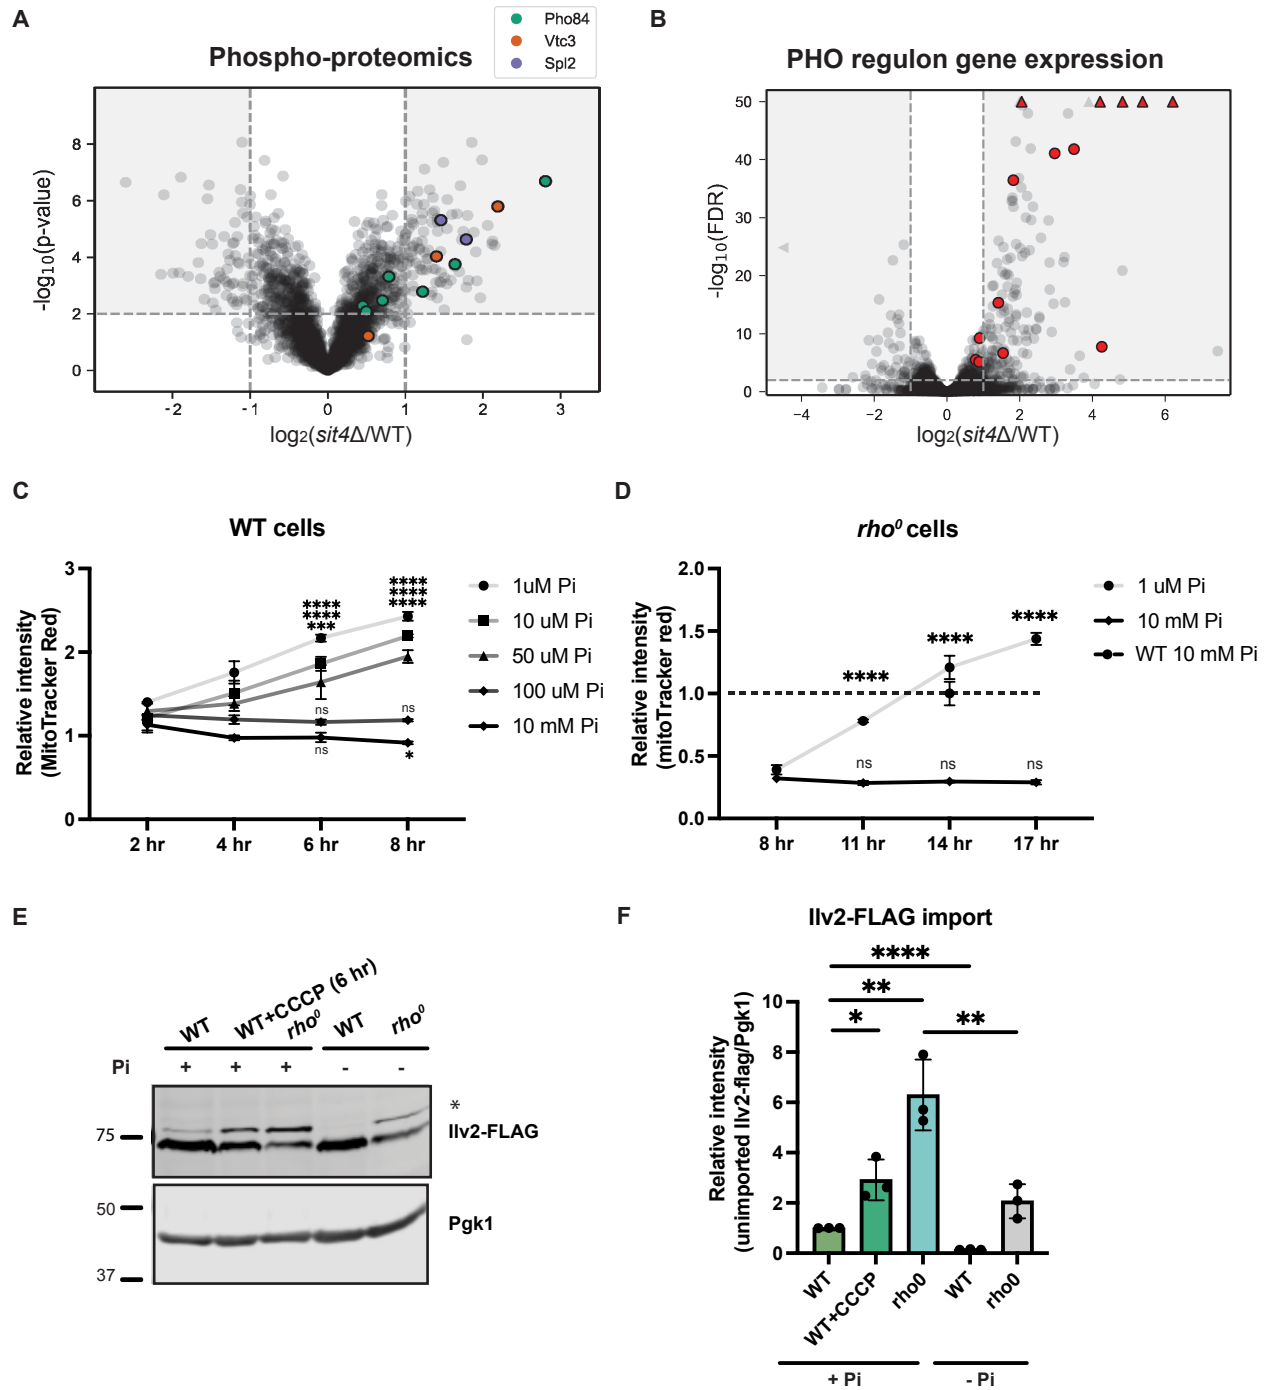 A
Pho84
Vtc3
Spl2
Phospho-proteomics
-log10(p-value)
8
6
4
2
0
-2
-1
0
1
2
3
log2(sit4Δ/WT)
B
PHO regulon gene expression
-log10(FDR)
50
40
30
20
10
0
−4
−2
0
2
4
6
log2(sit4Δ/WT)
C
WT cells
Relative intensity
(MitoTracker Red)
3
2
1
0
****
****
***
****
****
****
ns
ns
ns
*
2 hr
4 hr
6 hr
8 hr
1uM Pi
10 uM Pi
50 uM Pi
100 uM Pi
10 mM Pi
D
rho⁰ cells
Relative intensity
(mitoTracker red)
2.0
1.5
1.0
0.5
0.0
****
****
****
ns
ns
ns
8 hr
11 hr
14 hr
17 hr
1 uM Pi
10 mM Pi
WT 10 mM Pi
E
WT
WT+CCCP (6 hr)
rho⁰
WT
rho⁰
Pi + + + - -
*
75
Ilv2-FLAG
50
Pgk1
37
F
Ilv2-FLAG import
Relative intensity
(unimported Ilv2-flag/Pgk1)
10
8
6
4
2
0
****
**
*
**
WT
WT+CCCP
rho0
WT
rho0
+ Pi
- Pi